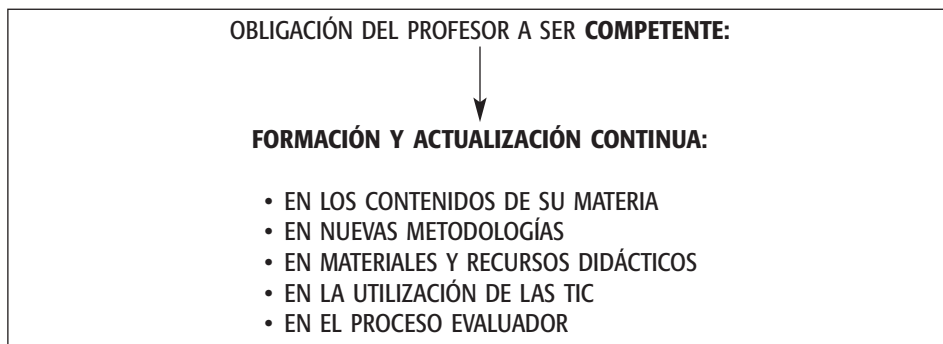 OBLIGACIÓN DEL PROFESOR A SER COMPETENTE:
FORMACIÓN Y ACTUALIZACIÓN CONTINUA:
• EN LOS CONTENIDOS DE SU MATERIA
• EN NUEVAS METODOLOGÍAS
• EN MATERIALES Y RECURSOS DIDÁCTICOS
• EN LA UTILIZACIÓN DE LAS TIC
• EN EL PROCESO EVALUADOR